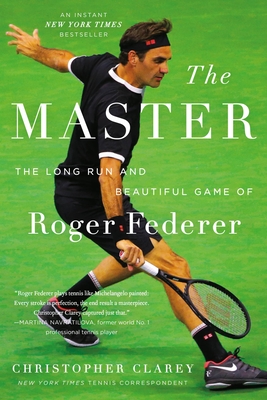 AN INSTANT
NEW YORK TIMES
BESTSELLER
The
MASTER
THE LONG RUN AND
BEAUTIFUL GAME OF
Roger Federer
"Roger Federer plays tennis like Michelangelo painted:
Every stroke is perfection, the end result a masterpiece.
Christopher Clarey captured just that."
—MARTINA NAVRATILOVA, former world No. 1
professional tennis player
CHRISTOPHER CLAREY
NEW YORK TIMES TENNIS CORRESPONDENT